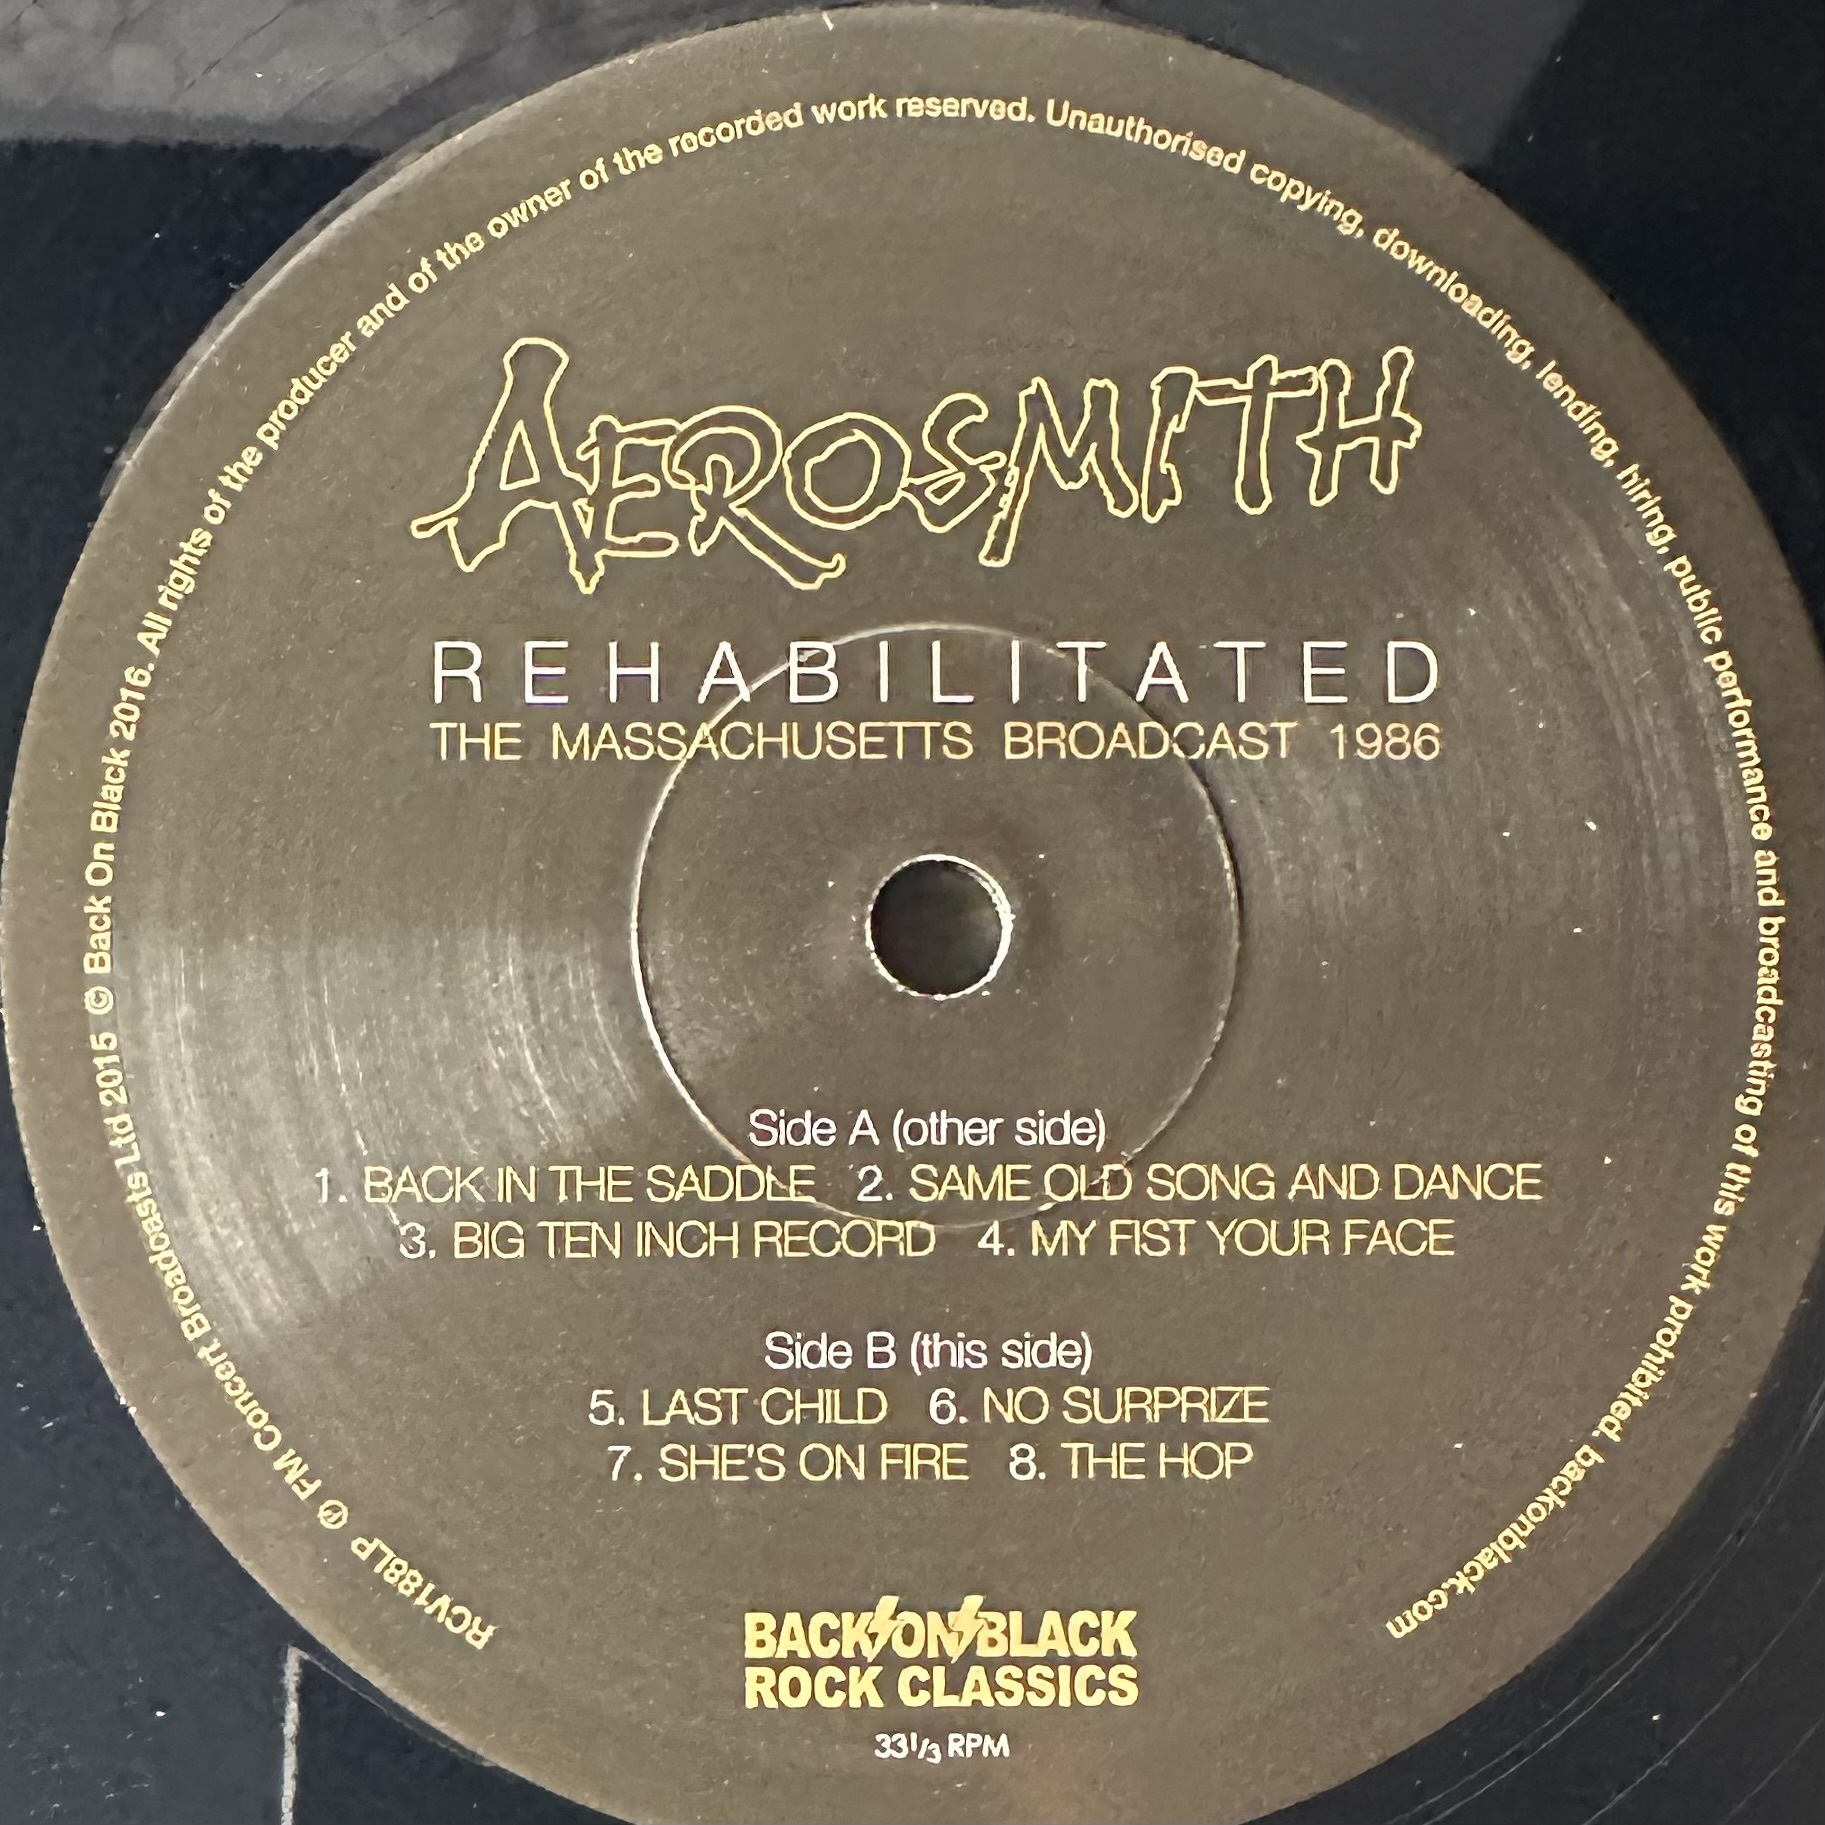 AEROSMITH
REHABILITATED
THE MASSACHUSETTS BROADCAST 1986
Side A (other side)
1. BACK IN THE SADDLE 2. SAME OLD SONG AND DANCE
3. BIG TEN INCH RECORD 4. MY FIST YOUR FACE
Side B (this side)
5. LAST CHILD 6. NO SURPRIZE
7. SHE'S ON FIRE 8. THE HOP
BACK ON BLACK
ROCK CLASSICS
33 1/3 RPM
RCV188LP ℗ FM Concert Broadcasts Ltd 2015 © Back On Black 2016. All rights of the producer and of the owner of the recorded work reserved. Unauthorised copying, downloading, lending, hiring, public performance and broadcasting of this work prohibited. backonblack.com